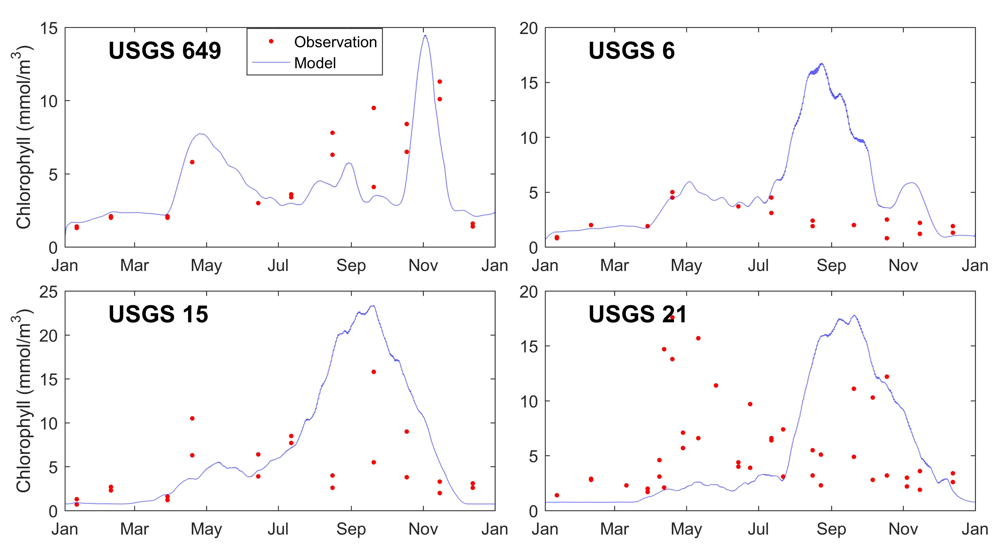 USGS 649
Observation
Model
Chlorophyll (mmol/m³)
15
10
5
0
Jan Mar May Jul Sep Nov Jan
USGS 6
20
15
10
5
0
Jan Mar May Jul Sep Nov Jan
USGS 15
Chlorophyll (mmol/m³)
25
20
15
10
5
0
Jan Mar May Jul Sep Nov Jan
USGS 21
20
15
10
5
0
Jan Mar May Jul Sep Nov Jan